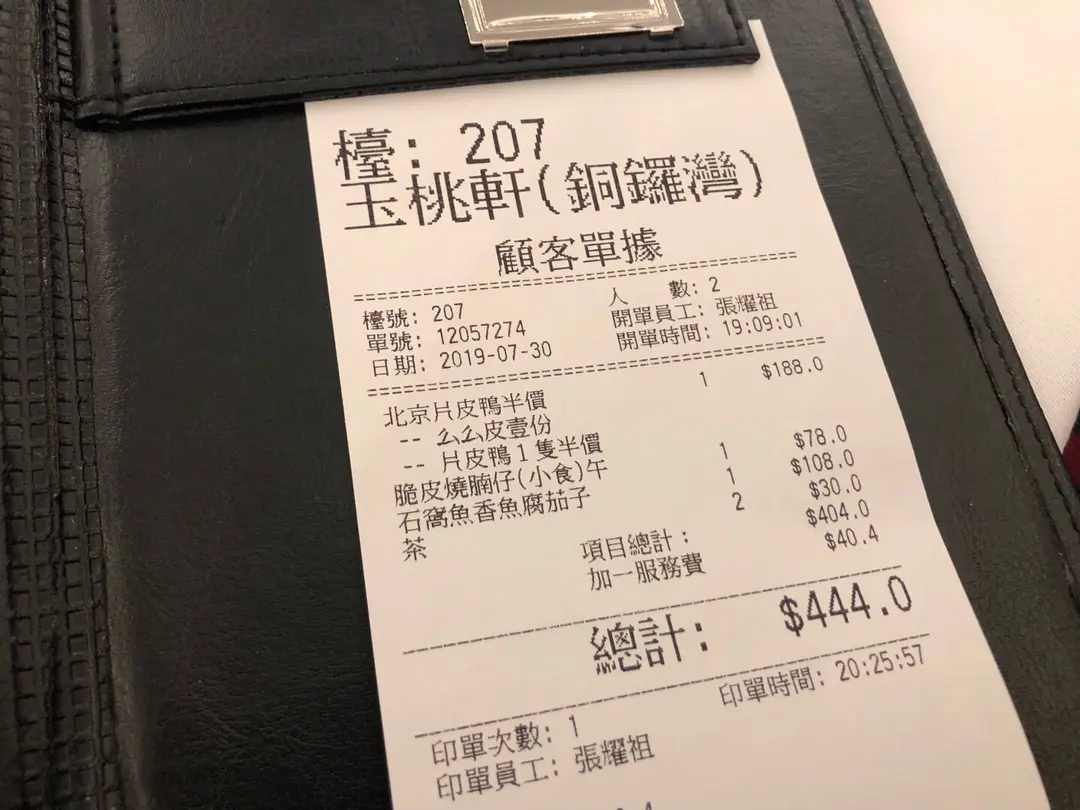 檯: 207
玉桃軒(銅鑼灣)
顧客單據
檯號: 207 人 數: 2
單號: 12057274 開單員工: 張耀祖
日期: 2019-07-30 開單時間: 19:09:01
北京片皮鴨半價 1 $188.0
-- 厶厶皮壹份
-- 片皮鴨1隻半價
脆皮燒腩仔(小食)午 1 $78.0
石窩魚香魚腐茄子 1 $108.0
茶 2 $30.0
項目總計: $404.0
加一服務費 $40.4
總計: $444.0
印單時間: 20:25:57
印單次數: 1
印單員工: 張耀祖